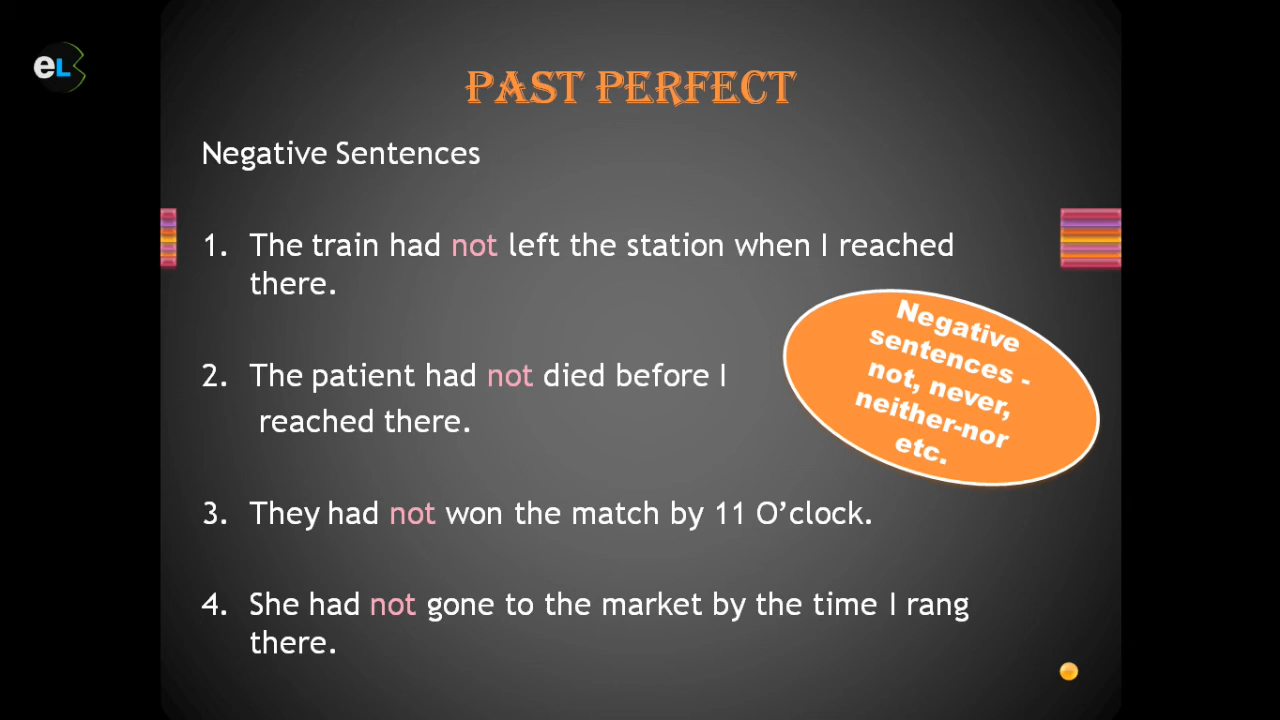 eL
PAST PERFECT
Negative Sentences
1. The train had not left the station when I reached
there.
2. The patient had not died before I
reached there.
Negative
sentences -
not, never,
neither-nor
etc.
3. They had not won the match by 11 O’clock.
4. She had not gone to the market by the time I rang
there.